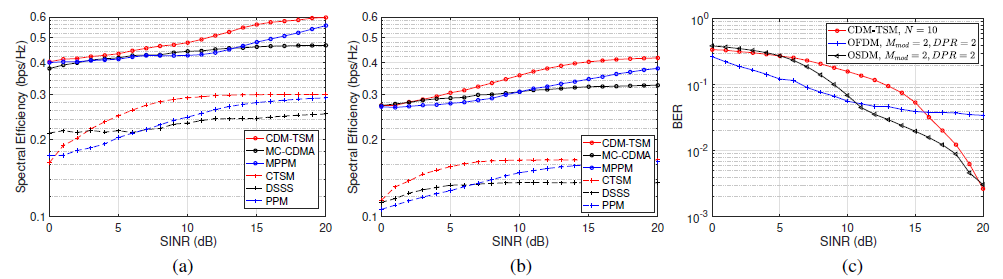 0.6
0.5
0.4
0.3
0.2
0.1
Spectral Efficiency (bps/Hz)
CDM-TSM
MC-CDMA
MPPM
CTSM
DSSS
PPM
0 5 10 15 20
SINR (dB)
(a)
0.6
0.5
0.4
0.3
0.2
0.1
Spectral Efficiency (bps/Hz)
CDM-TSM
MC-CDMA
MPPM
CTSM
DSSS
PPM
0 5 10 15 20
SINR (dB)
(b)
10^0
10^-1
10^-2
10^-3
BER
CDM-TSM, N = 10
OFDM, M_mod = 2, DPR = 2
OSDM, M_mod = 2, DPR = 2
0 5 10 15 20
SINR (dB)
(c)